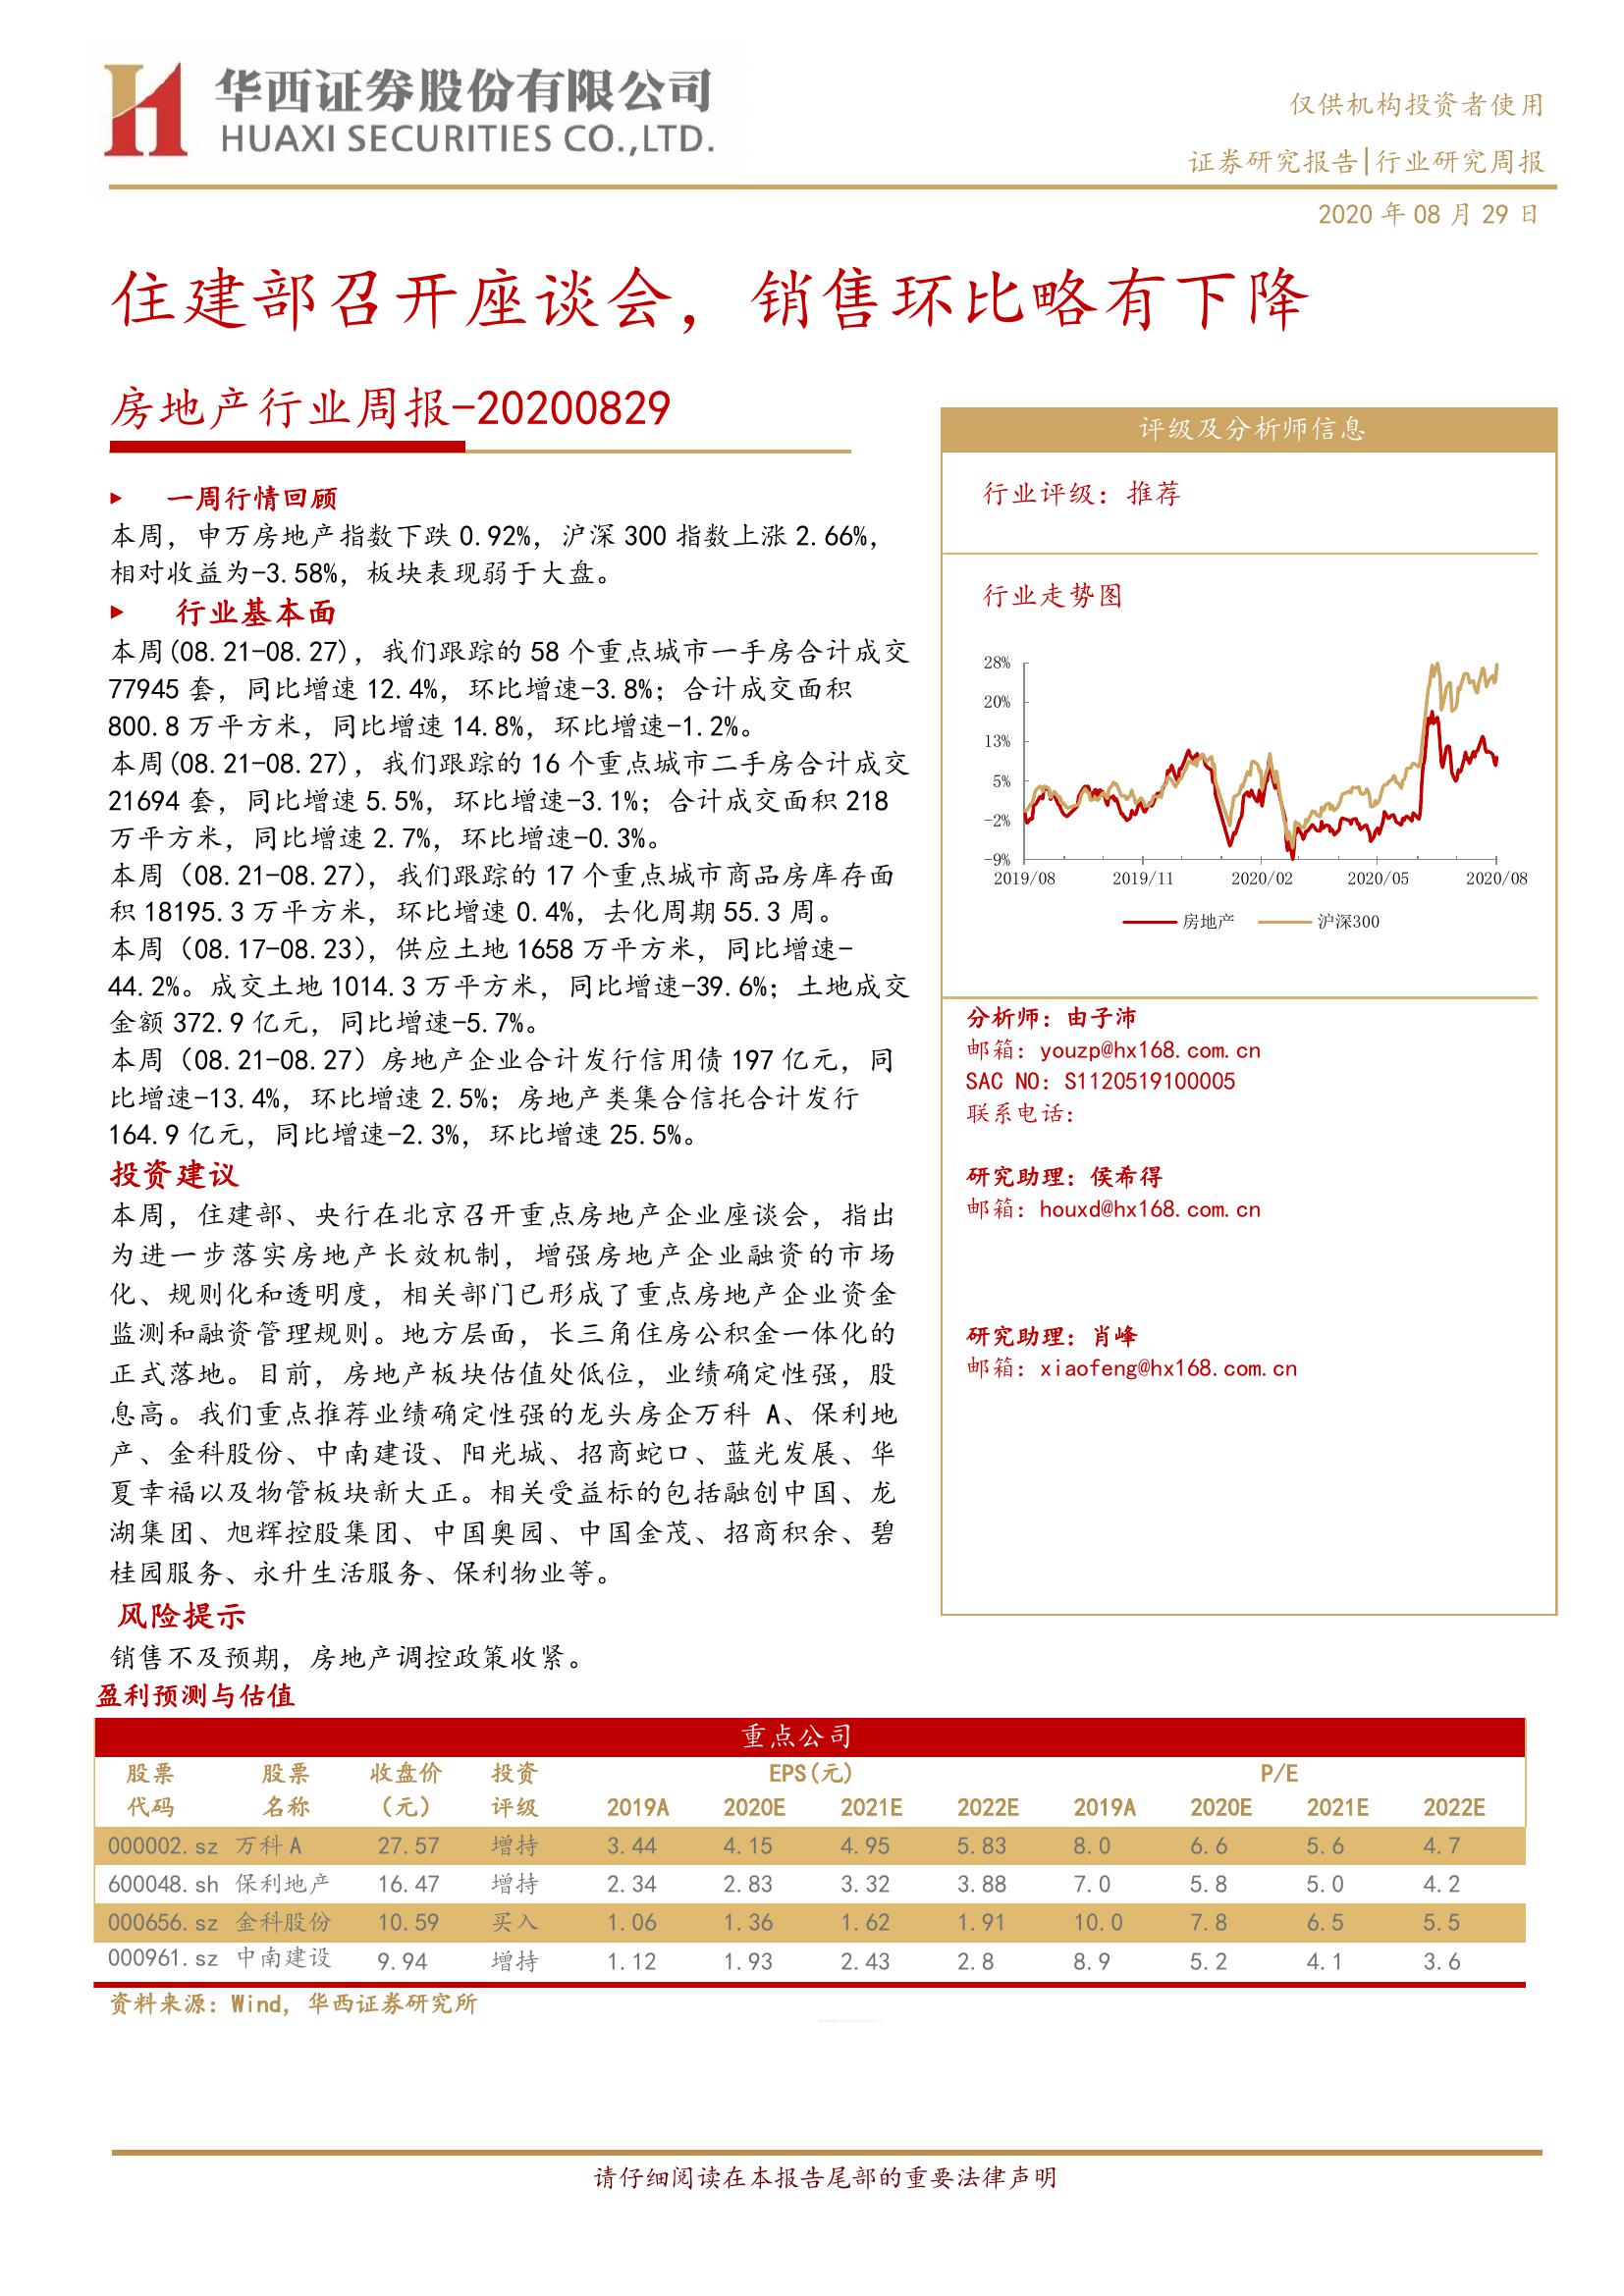 华西证券股份有限公司
HUAXI SECURITIES CO.,LTD.
仅供机构投资者使用
证券研究报告|行业研究周报
2020 年 08 月 29 日
住建部召开座谈会，销售环比略有下降
房地产行业周报-20200829
一周行情回顾
本周，申万房地产指数下跌 0.92%，沪深 300 指数上涨 2.66%，
相对收益为-3.58%，板块表现弱于大盘。
行业基本面
本周(08.21-08.27)，我们跟踪的 58 个重点城市一手房合计成交
77945 套，同比增速 12.4%，环比增速-3.8%；合计成交面积
800.8 万平方米，同比增速 14.8%，环比增速-1.2%。
本周(08.21-08.27)，我们跟踪的 16 个重点城市二手房合计成交
21694 套，同比增速 5.5%，环比增速-3.1%；合计成交面积 218
万平方米，同比增速 2.7%，环比增速-0.3%。
本周（08.21-08.27），我们跟踪的 17 个重点城市商品房库存面
积 18195.3 万平方米，环比增速 0.4%，去化周期 55.3 周。
本周（08.17-08.23），供应土地 1658 万平方米，同比增速-
44.2%。成交土地 1014.3 万平方米，同比增速-39.6%；土地成交
金额 372.9 亿元，同比增速-5.7%。
本周（08.21-08.27）房地产企业合计发行信用债 197 亿元，同
比增速-13.4%，环比增速 2.5%；房地产类集合信托合计发行
164.9 亿元，同比增速-2.3%，环比增速 25.5%。
投资建议
本周，住建部、央行在北京召开重点房地产企业座谈会，指出
为进一步落实房地产长效机制，增强房地产企业融资的市场
化、规则化和透明度，相关部门已形成了重点房地产企业资金
监测和融资管理规则。地方层面，长三角住房公积金一体化的
正式落地。目前，房地产板块估值处低位，业绩确定性强，股
息高。我们重点推荐业绩确定性强的龙头房企万科 A、保利地
产、金科股份、中南建设、阳光城、招商蛇口、蓝光发展、华
夏幸福以及物管板块新大正。相关受益标的包括融创中国、龙
湖集团、旭辉控股集团、中国奥园、中国金茂、招商积余、碧
桂园服务、永升生活服务、保利物业等。
风险提示
销售不及预期，房地产调控政策收紧。
评级及分析师信息
行业评级：推荐
行业走势图
28%
20%
13%
5%
-2%
-9%
2019/08 2019/11 2020/02 2020/05 2020/08
房地产 沪深300
分析师：由子沛
邮箱：youzp@hx168.com.cn
SAC NO：S1120519100005
联系电话：
研究助理：侯希得
邮箱：houxd@hx168.com.cn
研究助理：肖峰
邮箱：xiaofeng@hx168.com.cn
盈利预测与估值
重点公司
股票 股票 收盘价 投资 EPS(元) P/E
代码 名称 （元） 评级 2019A 2020E 2021E 2022E 2019A 2020E 2021E 2022E
000002.sz 万科 A 27.57 增持 3.44 4.15 4.95 5.83 8.0 6.6 5.6 4.7
600048.sh 保利地产 16.47 增持 2.34 2.83 3.32 3.88 7.0 5.8 5.0 4.2
000656.sz 金科股份 10.59 买入 1.06 1.36 1.62 1.91 10.0 7.8 6.5 5.5
000961.sz 中南建设 9.94 增持 1.12 1.93 2.43 2.8 8.9 5.2 4.1 3.6
资料来源：Wind，华西证券研究所
请仔细阅读在本报告尾部的重要法律声明